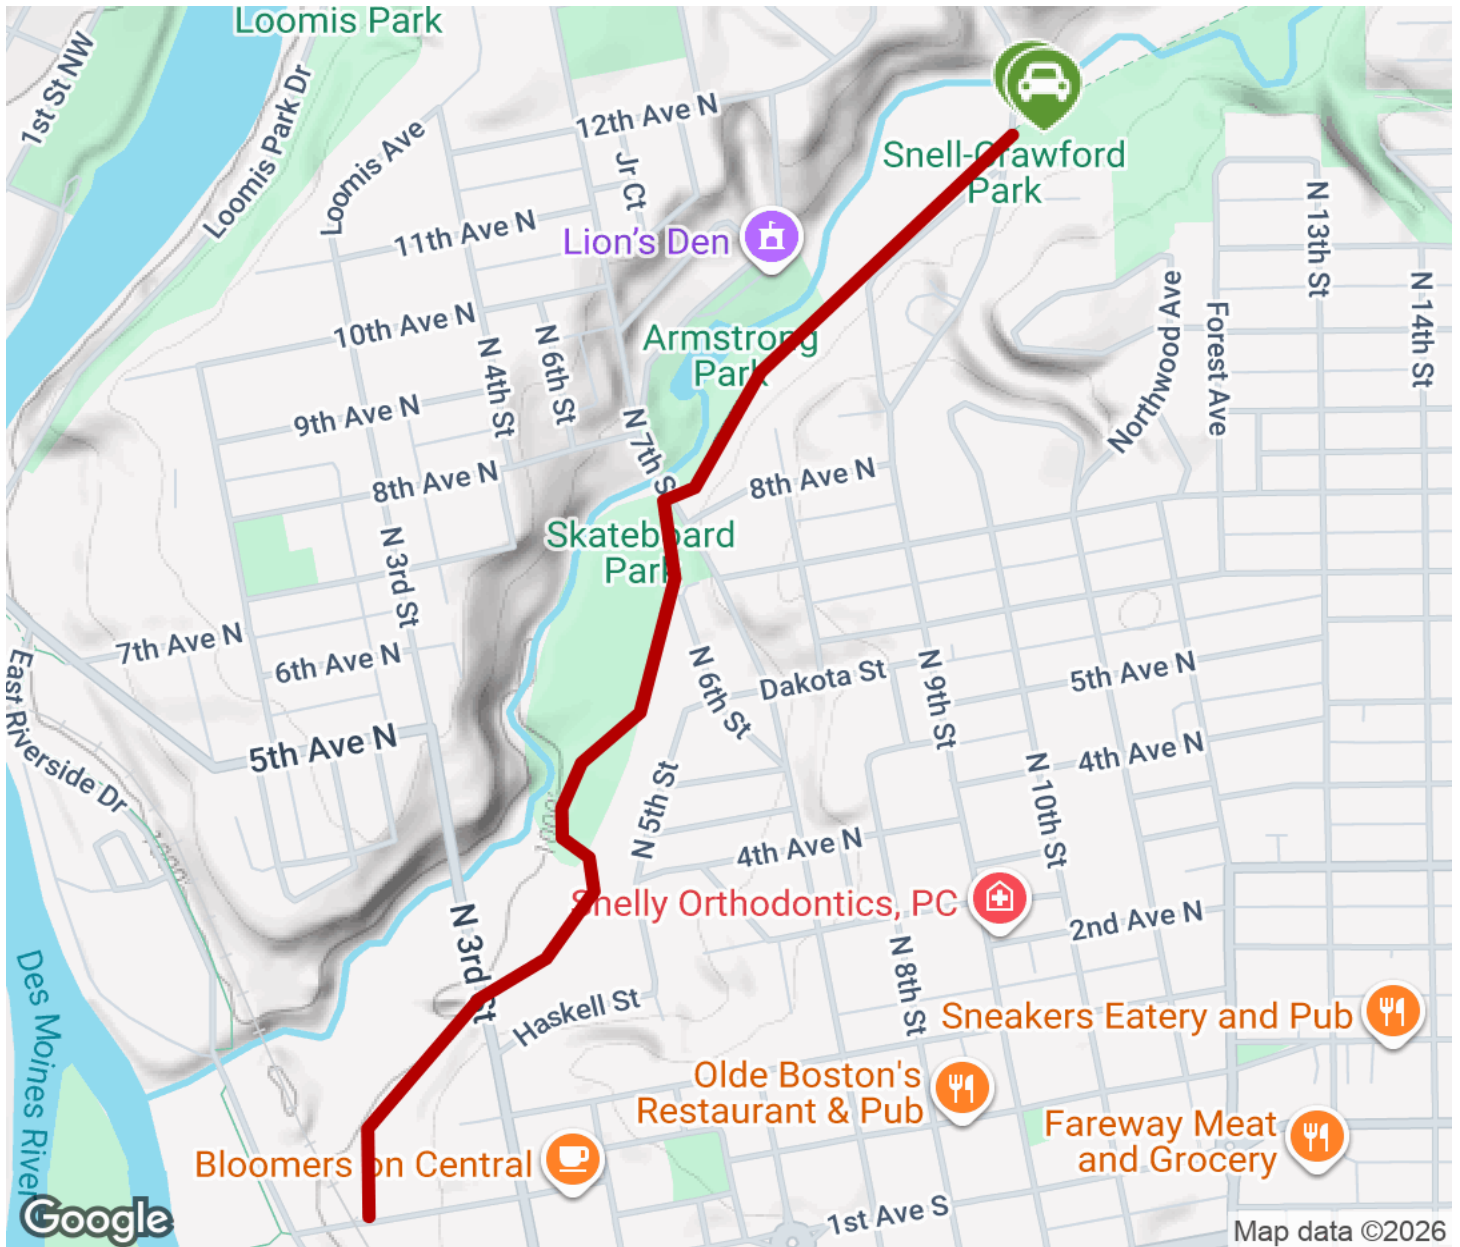 Loomis Park
1st St NW
Loomis Park Dr
Loomis Ave
12th Ave N
Jr Ct
Snell-Crawford
Park
11th Ave N
Lion's Den
N 13th St
N 14th St
10th Ave N
N 4th St
N 6th St
Armstrong
Park
Northwood Ave
Forest Ave
9th Ave N
N 7th S
8th Ave N
8th Ave N
Skateboard
Park
N 3rd St
7th Ave N
6th Ave N
N 6th St
Dakota St
N 9th St
5th Ave N
East Riverside Dr
5th Ave N
4th Ave N
N 5th St
N 10th St
4th Ave N
Shelly Orthodontics, PC
2nd Ave N
N 3rd St
N 8th St
Des Moines River
Haskell St
Sneakers Eatery and Pub
Olde Boston's
Restaurant & Pub
Fareway Meat
and Grocery
Bloomers on Central
1st Ave S
Google
Map data ©2026